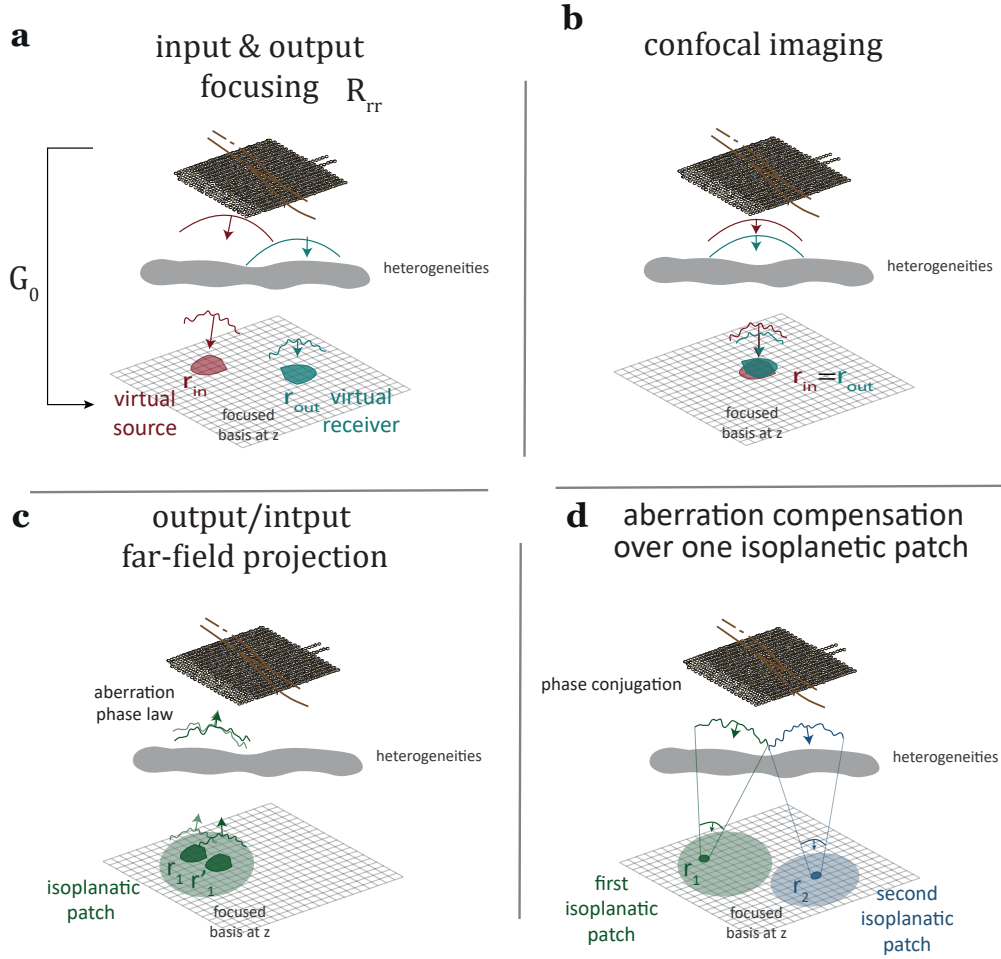 a
input & output
focusing R_rr
G_0
heterogeneities
r_in
r_out
virtual
source
virtual
receiver
focused
basis at z
b
confocal imaging
heterogeneities
r_in=r_out
focused
basis at z
c
output/intput
far-field projection
aberration
phase law
heterogeneities
r_1 r'_1
isoplanatic
patch
focused
basis at z
d
aberration compensation
over one isoplanetic patch
phase conjugation
heterogeneities
r_1
r_2
first
isoplanatic
patch
focused
basis at z
second
isoplanatic
patch